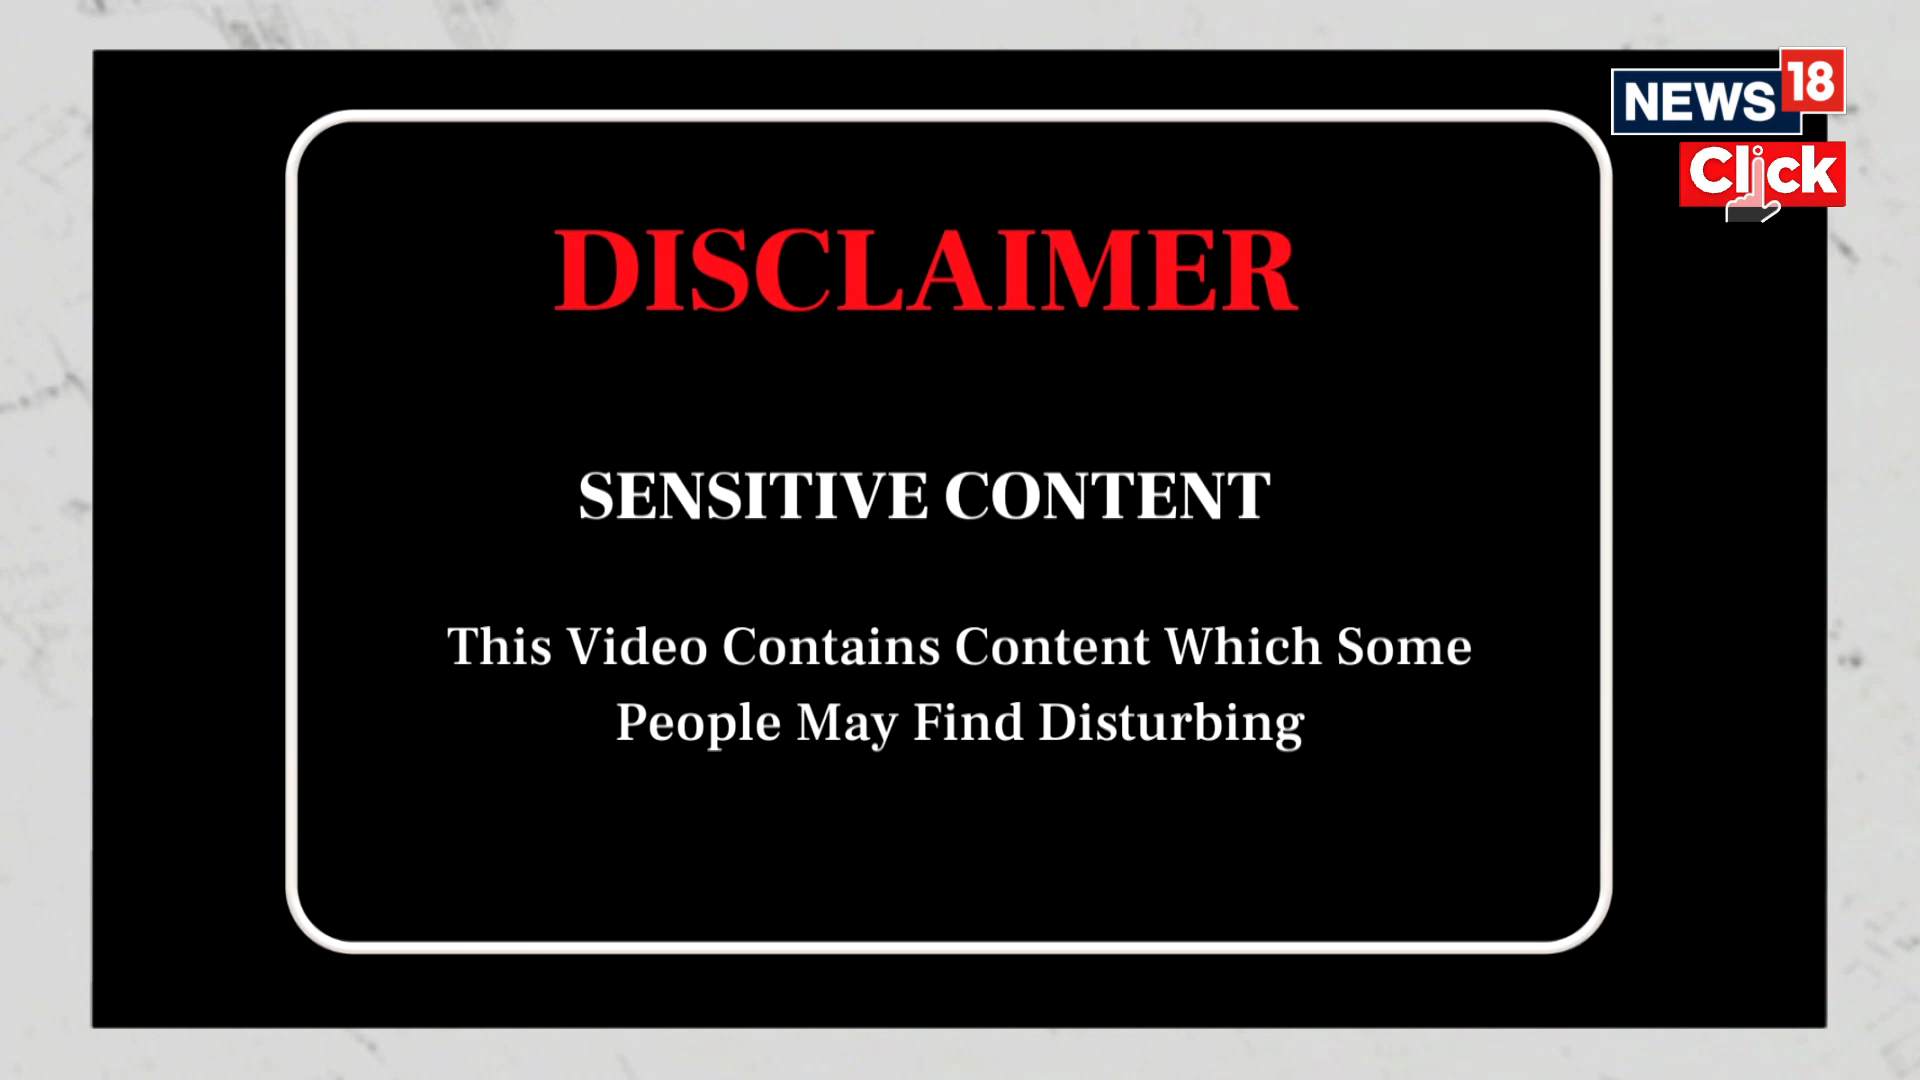 NEWS 18
Click
DISCLAIMER
SENSITIVE CONTENT
This Video Contains Content Which Some
People May Find Disturbing